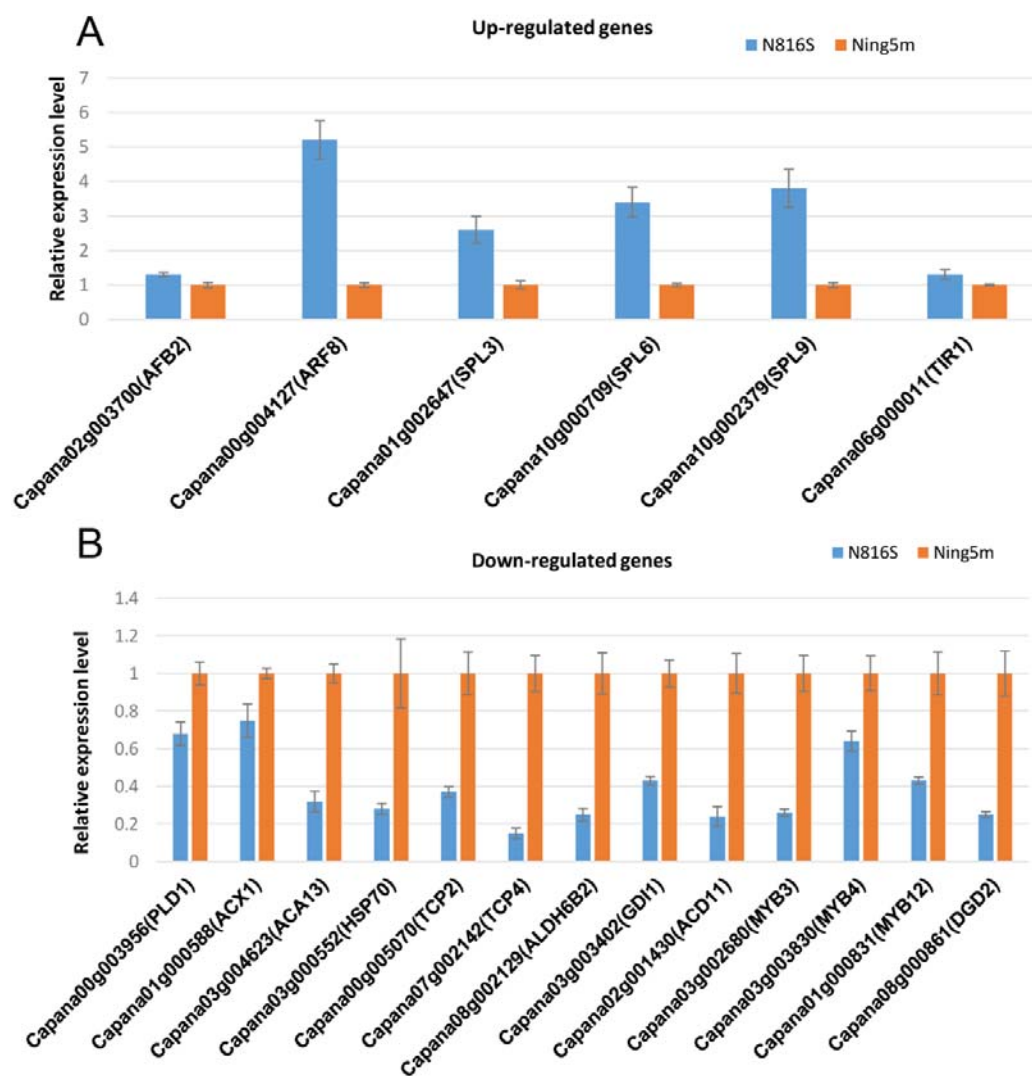 A
Up-regulated genes
N816S
Ning5m
Relative expression level
7
6
5
4
3
2
1
0
Capana02g003700(AFB2)
Capana00g004127(ARF8)
Capana01g002647(SPL3)
Capana10g000709(SPL6)
Capana10g002379(SPL9)
Capana06g000011(TIR1)
B
Down-regulated genes
N816S
Ning5m
Relative expression level
1.4
1.2
1
0.8
0.6
0.4
0.2
0
Capana00g003956(PLD1)
Capana01g000588(ACX1)
Capana03g004623(ACA13)
Capana03g000552(HSP70)
Capana00g005070(TCP2)
Capana07g002142(TCP4)
Capana08g002129(ALDH6B2)
Capana03g003402(GDI1)
Capana02g001430(ACD11)
Capana03g002680(MYB3)
Capana03g003830(MYB4)
Capana01g000831(MYB12)
Capana08g000861(DGD2)